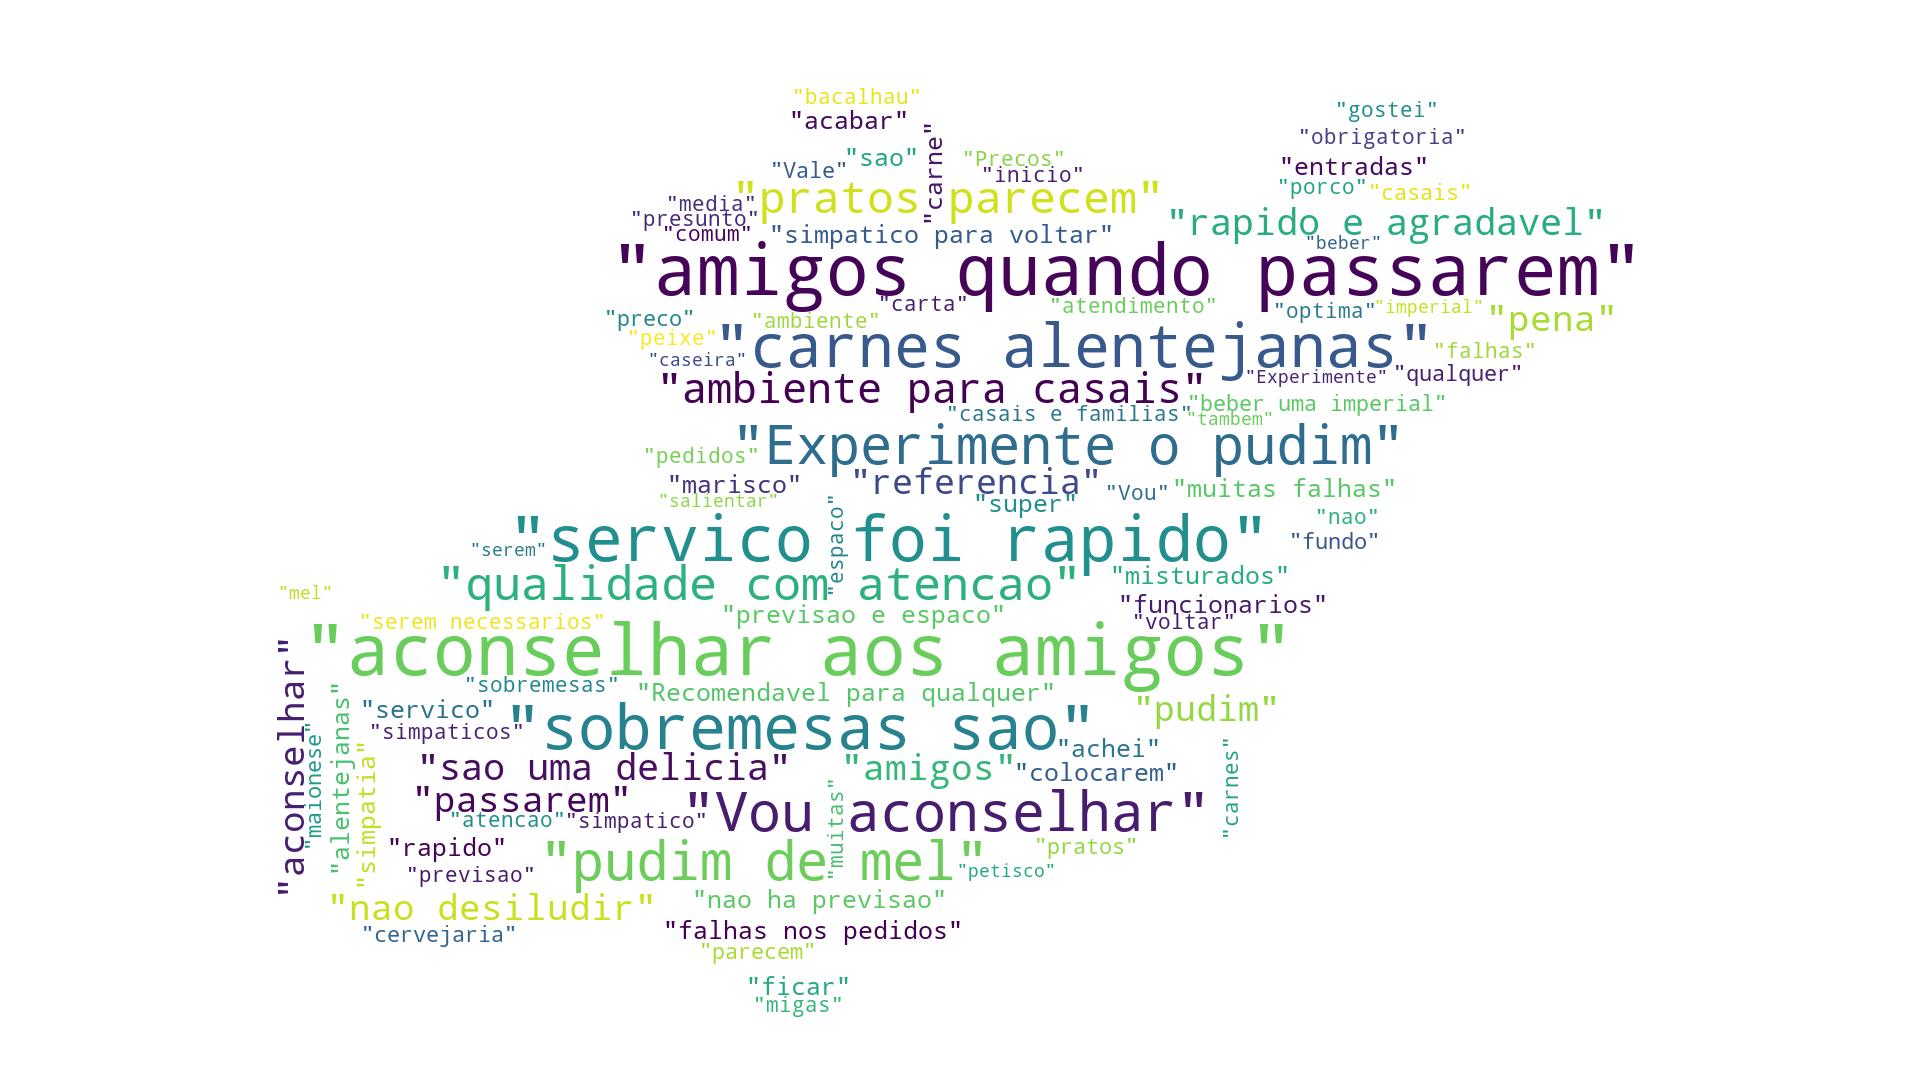 "bacalhau"
"acabar"
"gostei"
"obrigatoria"
"carne"
"sao"
"Precos"
"Vale"
"inicio"
"entradas"
"porco"
"casais"
"pratos parecem"
"media"
"presunto"
"comum"
"simpatico para voltar"
"rapido e agradavel"
"beber"
"amigos quando passarem"
"carta"
"atendimento"
"optima"
"imperial"
"pena"
"preco"
"ambiente"
"peixe"
"caseira"
"carnes alentejanas"
"falhas"
"ambiente para casais"
"Experimente"
"qualquer"
"casais e familias"
"beber uma imperial"
"tambem"
"Experimente o pudim"
"pedidos"
"marisco"
"salientar"
"referencia"
"super"
"Vou"
"muitas falhas"
"espaco"
"nao"
"fundo"
"servico foi rapido"
"serem"
"qualidade com atencao"
"misturados"
"mel"
"previsao e espaco"
"funcionarios"
"voltar"
"serem necessarios"
"aconselhar aos amigos"
"aconselhar"
"maionese"
"alentejanas"
"simpatia"
"sobremesas"
"Recomendavel para qualquer"
"servico"
"simpaticos"
"sobremesas sao"
"pudim"
"achei"
"colocarem"
"carnes"
"sao uma delicia"
"amigos"
"passarem"
"atencao"
"simpatico"
"Vou aconselhar"
"muitas"
"rapido"
"previsao"
"pudim de mel"
"pratos"
"petisco"
"nao desiludir"
"nao ha previsao"
"cervejaria"
"falhas nos pedidos"
"parecem"
"ficar"
"migas"